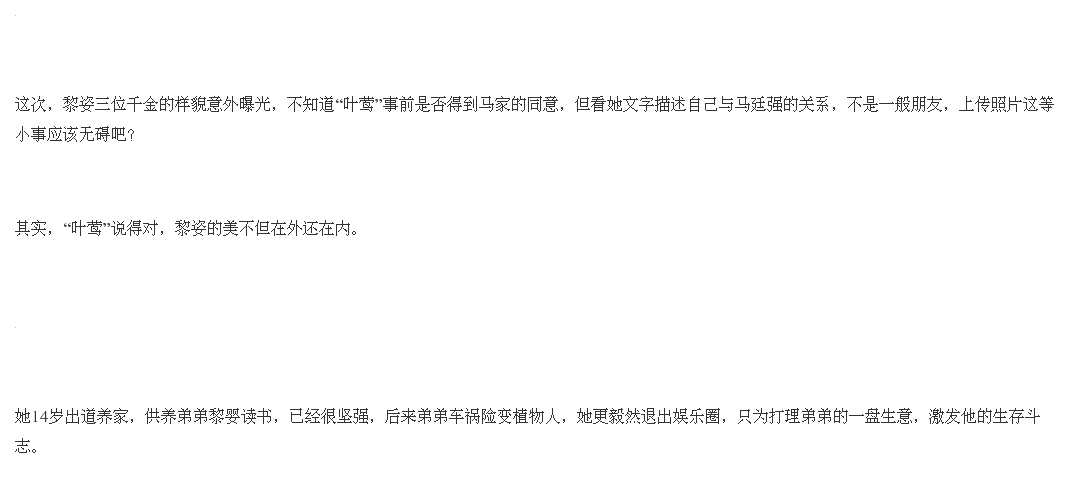 这次，黎姿三位千金的样貌意外曝光，不知道“叶莺”事前是否得到马家的同意，但看她文字描述自己与马廷强的关系，不是一般朋友，上传照片这等
小事应该无碍吧?
其实，“叶莺”说得对，黎姿的美不但在外还在内。
她14岁出道养家，供养弟弟黎婴读书，已经很坚强，后来弟弟车祸险变植物人，她更毅然退出娱乐圈，只为打理弟弟的一盘生意，激发他的生存斗
志。